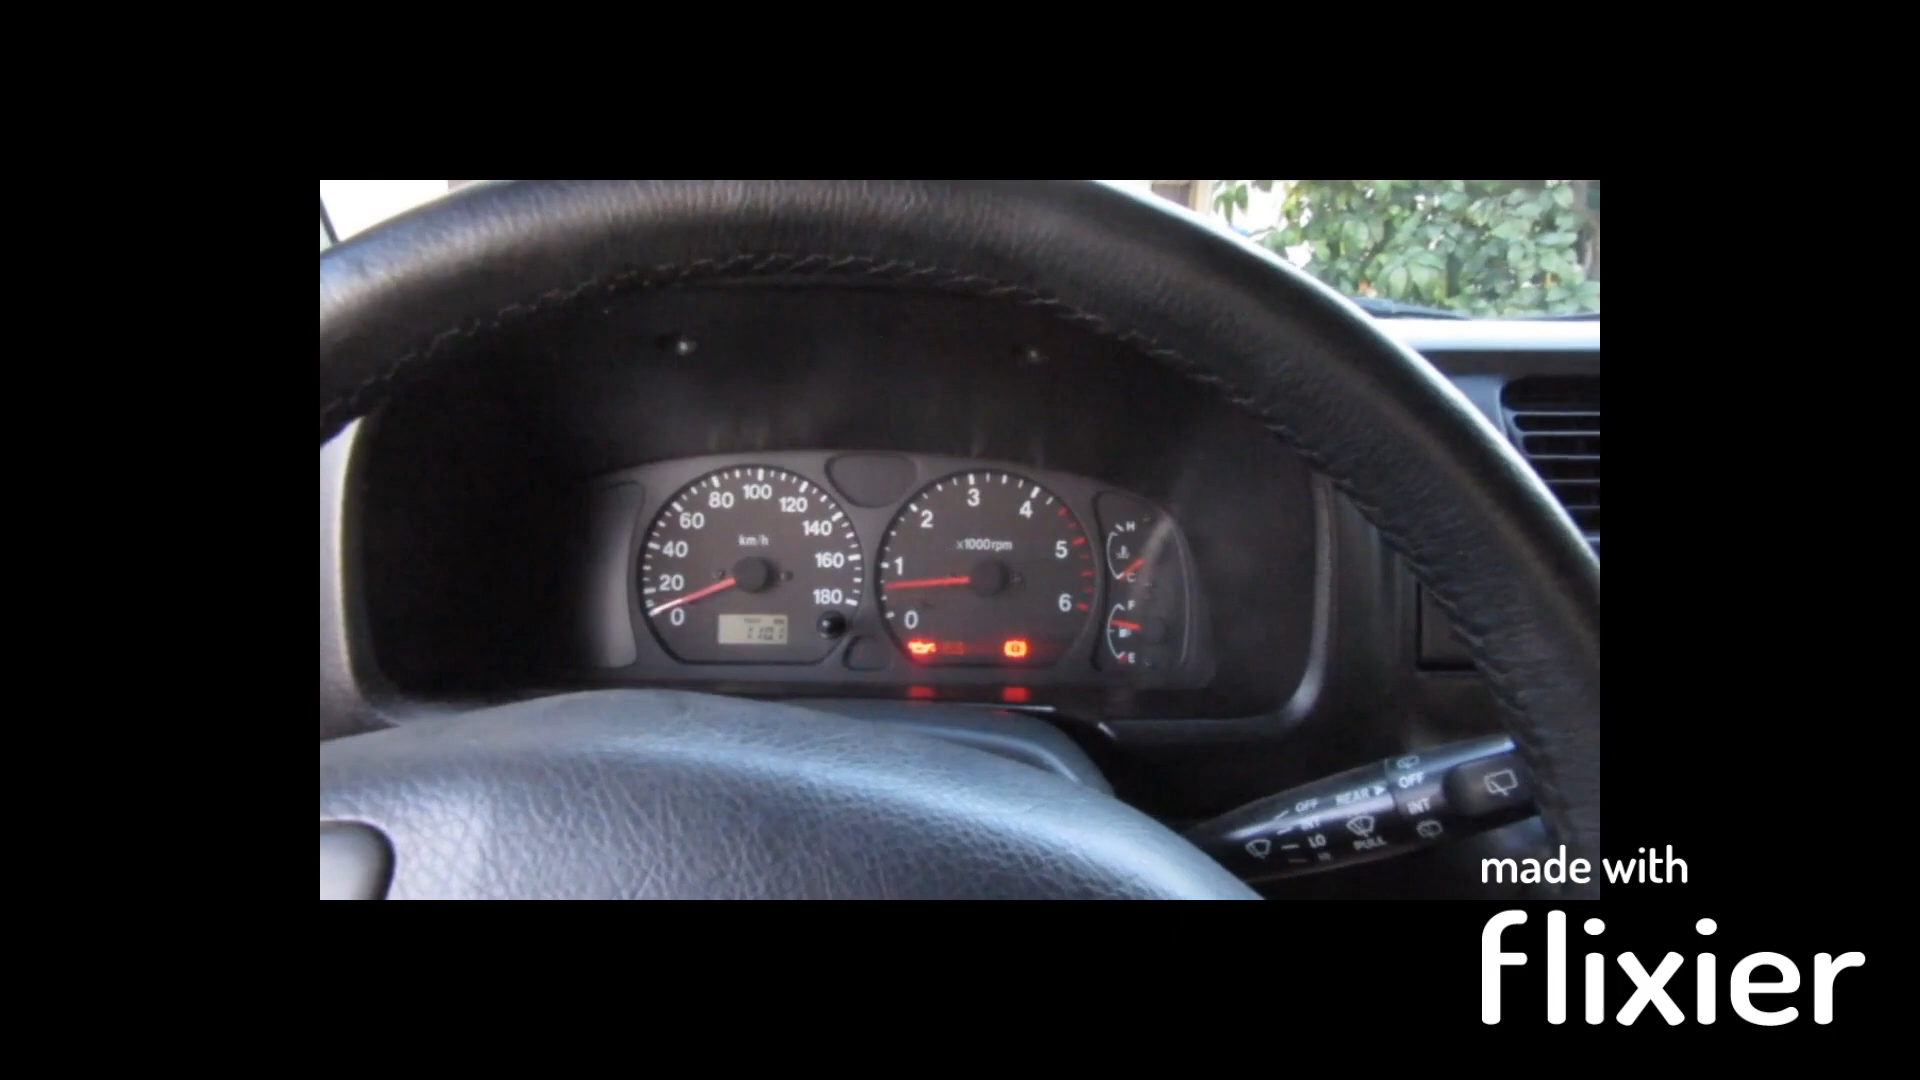 80 100 120
60 140
40 km/h 160
20 180
0
3
2 4
x1000rpm 5
1
0 6
H
C
F
E
OFF
OFF REAR ▶ INT
INT
LO PULL
HI
made with
flixier